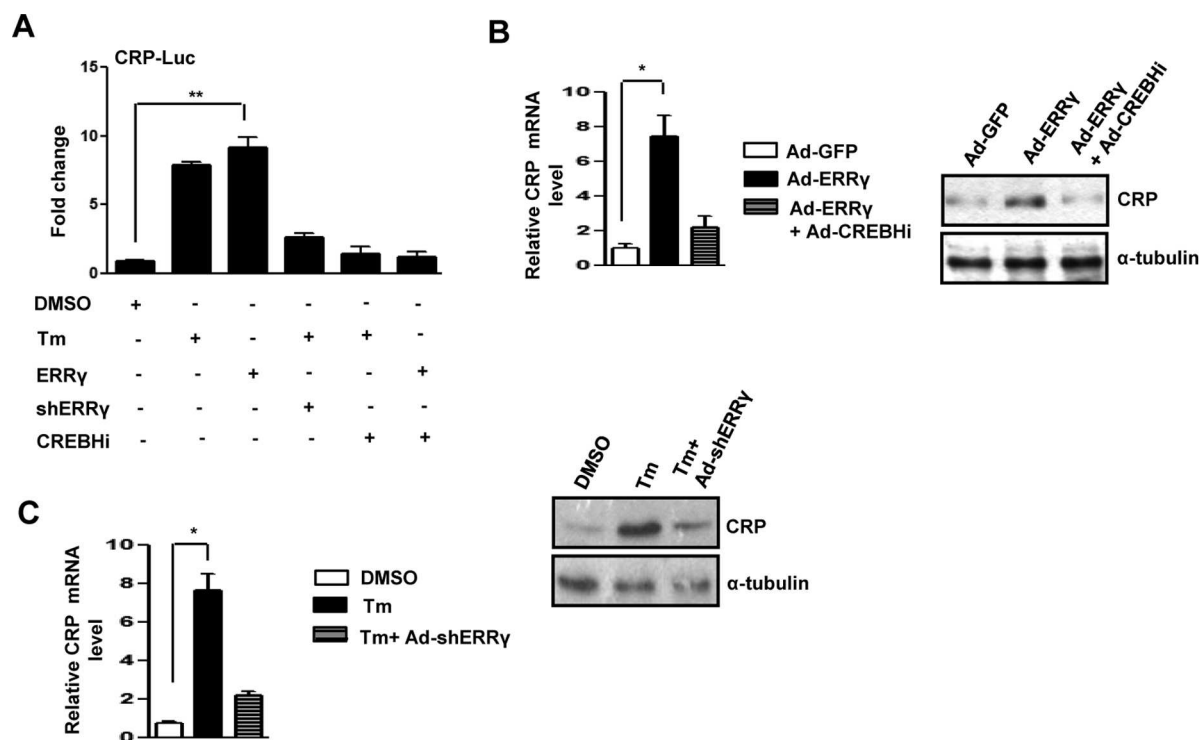 A
CRP-Luc
15
10
5
0
Fold change
**
DMSO + - - - - -
Tm - + - + + -
ERRγ - - + - - +
shERRγ - - - + - -
CREBHi - - - - + +
B
Relative CRP mRNA
level
10
8
6
4
2
0
*
Ad-GFP
Ad-ERRγ
Ad-ERRγ
+ Ad-CREBHi
Ad-GFP
Ad-ERRγ
Ad-ERRγ
+ Ad-CREBHi
CRP
α-tubulin
C
Relative CRP mRNA
level
10
8
6
4
2
0
*
DMSO
Tm
Tm+ Ad-shERRγ
DMSO
Tm
Tm+
Ad-shERRγ
CRP
α-tubulin